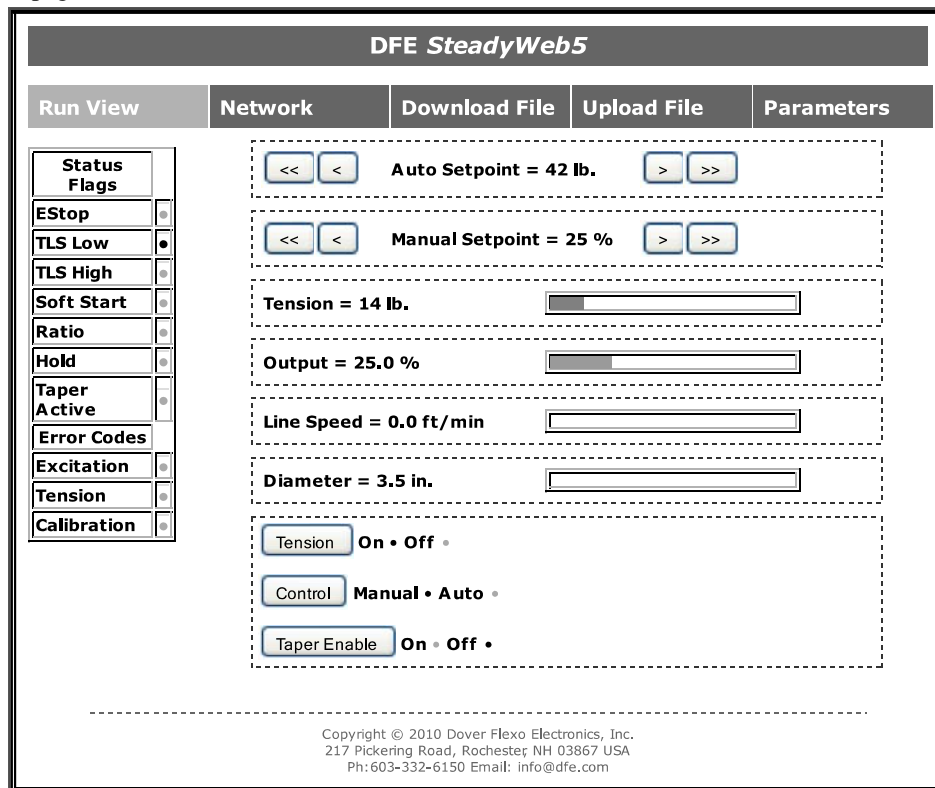 DFE SteadyWeb5
Run View Network Download File Upload File Parameters
Status
Flags
EStop
TLS Low
TLS High
Soft Start
Ratio
Hold
Taper
Active
Error Codes
Excitation
Tension
Calibration
<< < Auto Setpoint = 42 lb. > >>
<< < Manual Setpoint = 25 % > >>
Tension = 14 lb.
Output = 25.0 %
Line Speed = 0.0 ft/min
Diameter = 3.5 in.
Tension On • Off •
Control Manual • Auto •
Taper Enable On • Off •
Copyright © 2010 Dover Flexo Electronics, Inc.
217 Pickering Road, Rochester, NH 03867 USA
Ph:603-332-6150 Email: info@dfe.com